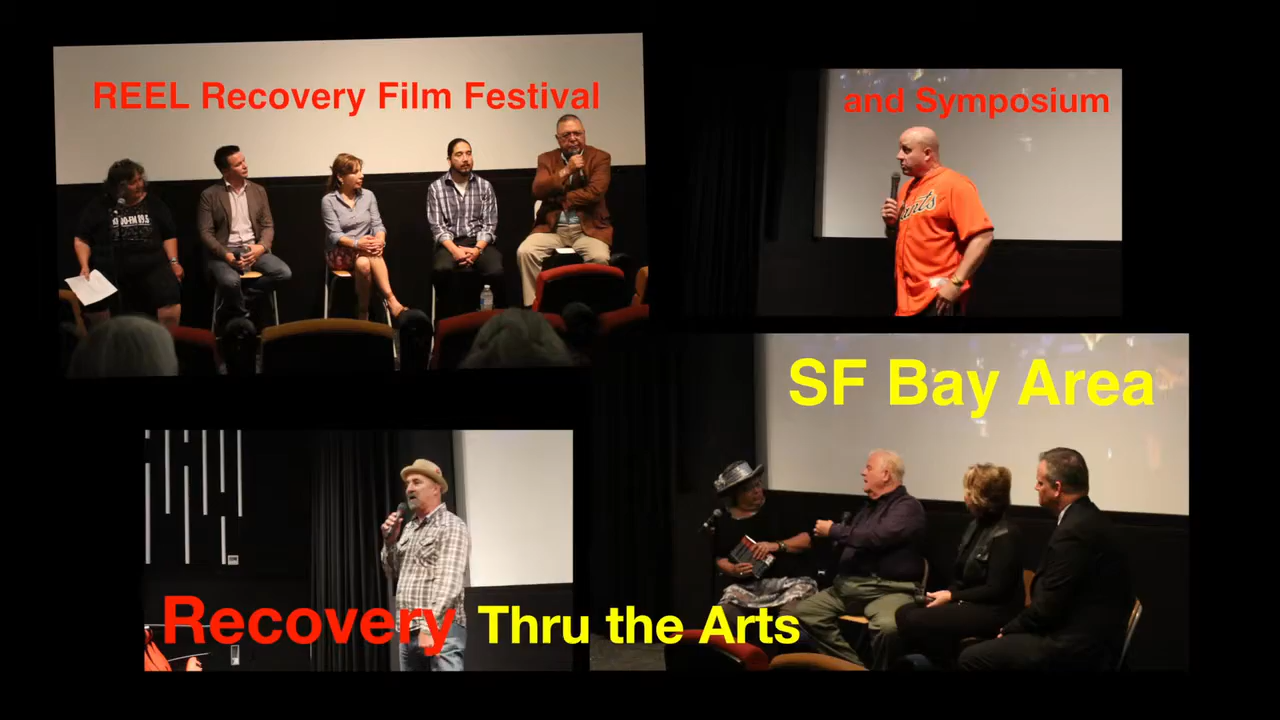 REEL Recovery Film Festival
and Symposium
SF Bay Area
Recovery Thru the Arts